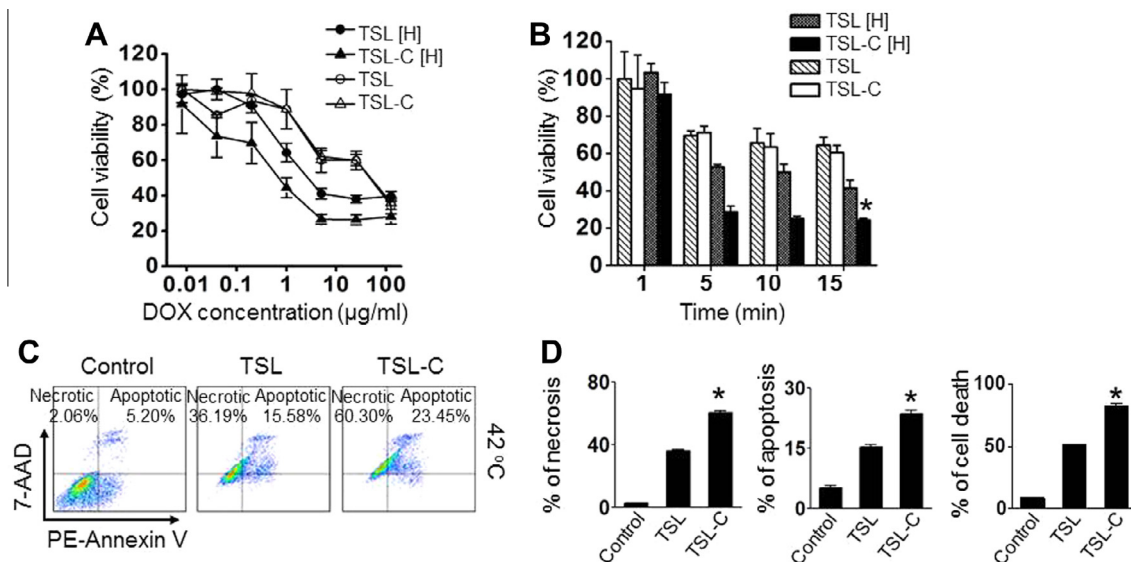 A
TSL [H]
TSL-C [H]
TSL
TSL-C
Cell viability (%)
120
100
80
60
40
20
0
0.01 0.1 1 10 100
DOX concentration (µg/ml)
B
TSL [H]
TSL-C [H]
TSL
TSL-C
Cell viability (%)
120
100
80
60
40
20
0
*
1 5 10 15
Time (min)
C
Control TSL TSL-C
Necrotic Apoptotic Necrotic Apoptotic Necrotic Apoptotic
2.06% 5.20% 36.19% 15.58% 60.30% 23.45%
42 ºC
7-AAD
PE-Annexin V
D
% of necrosis
80
40
0
*
Control TSL TSL-C
% of apoptosis
30
15
0
*
Control TSL TSL-C
% of cell death
100
50
0
*
Control TSL TSL-C